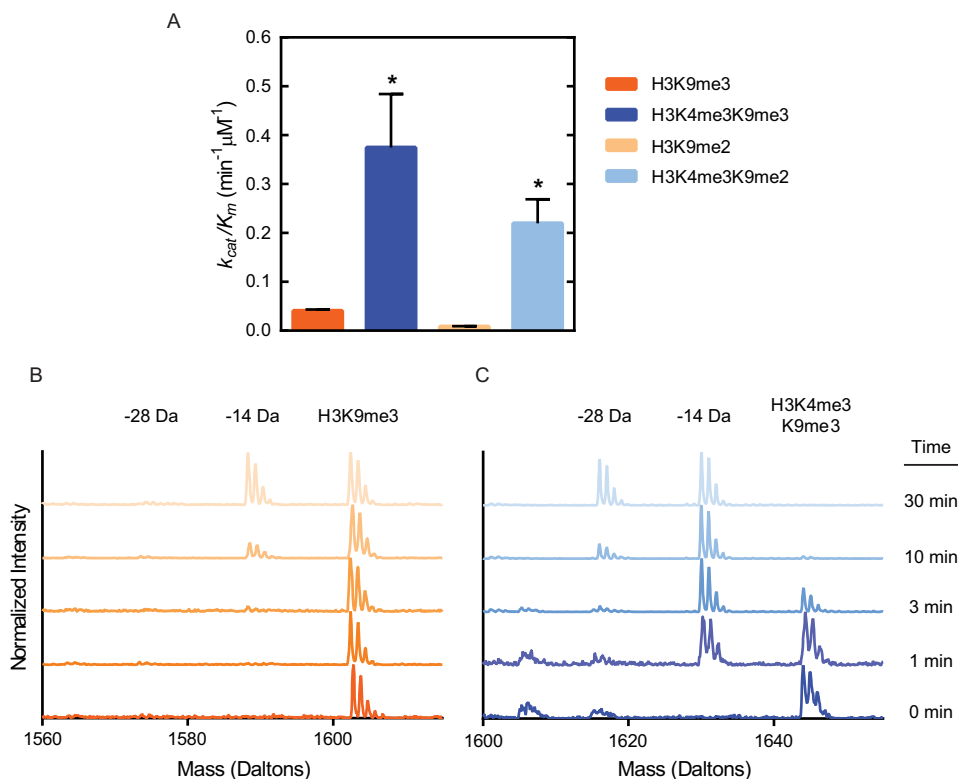 A
0.6
0.5
0.4
0.3
0.2
0.1
0.0
kcat/Km (min⁻¹μM⁻¹)
*
*
H3K9me3
H3K4me3K9me3
H3K9me2
H3K4me3K9me2
B
-28 Da
-14 Da
H3K9me3
Normalized Intensity
1560
1580
1600
Mass (Daltons)
C
-28 Da
-14 Da
H3K4me3
K9me3
Time
30 min
10 min
3 min
1 min
0 min
1600
1620
1640
Mass (Daltons)